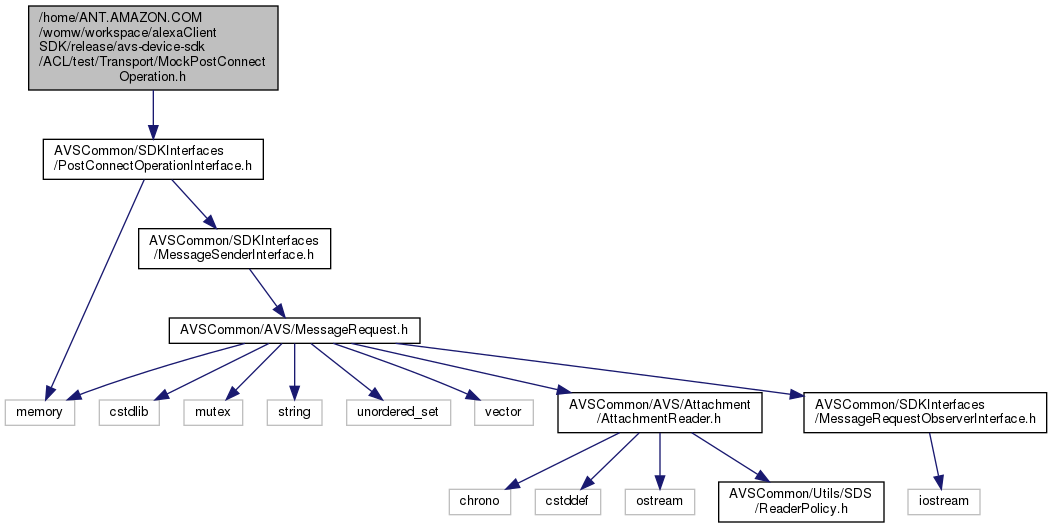 /home/ANT.AMAZON.COM
/womw/workspace/alexaClient
SDK/release/avs-device-sdk
/ACL/test/Transport/MockPostConnect
Operation.h
AVSCommon/SDKInterfaces
/PostConnectOperationInterface.h
AVSCommon/SDKInterfaces
/MessageSenderInterface.h
AVSCommon/AVS/MessageRequest.h
memory
cstdlib
mutex
string
unordered_set
vector
AVSCommon/AVS/Attachment
/AttachmentReader.h
AVSCommon/SDKInterfaces
/MessageRequestObserverInterface.h
chrono
cstddef
ostream
AVSCommon/Utils/SDS
/ReaderPolicy.h
iostream